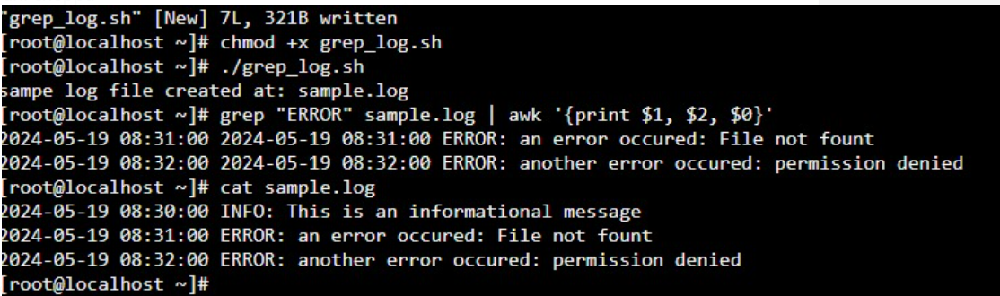 "grep_log.sh" [New] 7L, 321B written
[root@localhost ~]# chmod +x grep_log.sh
[root@localhost ~]# ./grep_log.sh
sampe log file created at: sample.log
[root@localhost ~]# grep "ERROR" sample.log | awk '{print $1, $2, $0}'
2024-05-19 08:31:00 2024-05-19 08:31:00 ERROR: an error occured: File not fount
2024-05-19 08:32:00 2024-05-19 08:32:00 ERROR: another error occured: permission denied
[root@localhost ~]# cat sample.log
2024-05-19 08:30:00 INFO: This is an informational message
2024-05-19 08:31:00 ERROR: an error occured: File not fount
2024-05-19 08:32:00 ERROR: another error occured: permission denied
[root@localhost ~]#